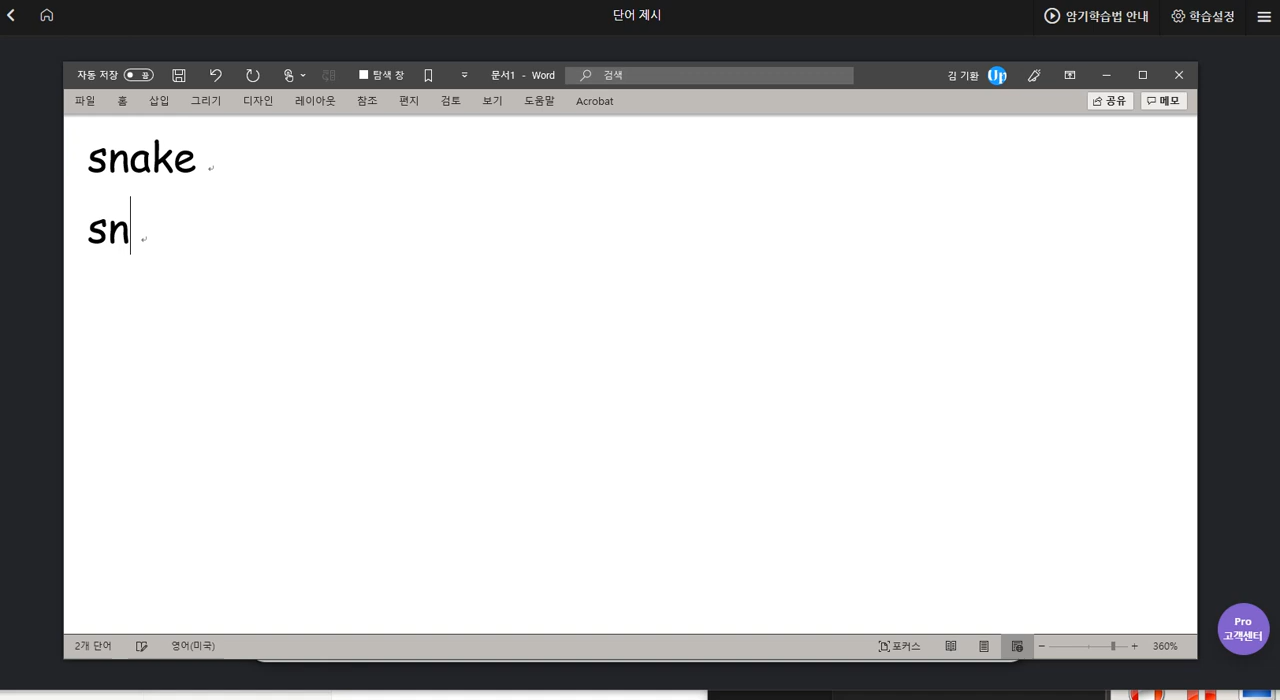 단어 제시
암기학습법 안내
학습설정
자동 저장 끔
탐색 창
문서1 - Word
검색
김 기환
Up
파일 홈 삽입 그리기 디자인 레이아웃 참조 편지 검토 보기 도움말 Acrobat
공유
메모
snake
sn
Pro
고객센터
2개 단어
영어(미국)
포커스
360%